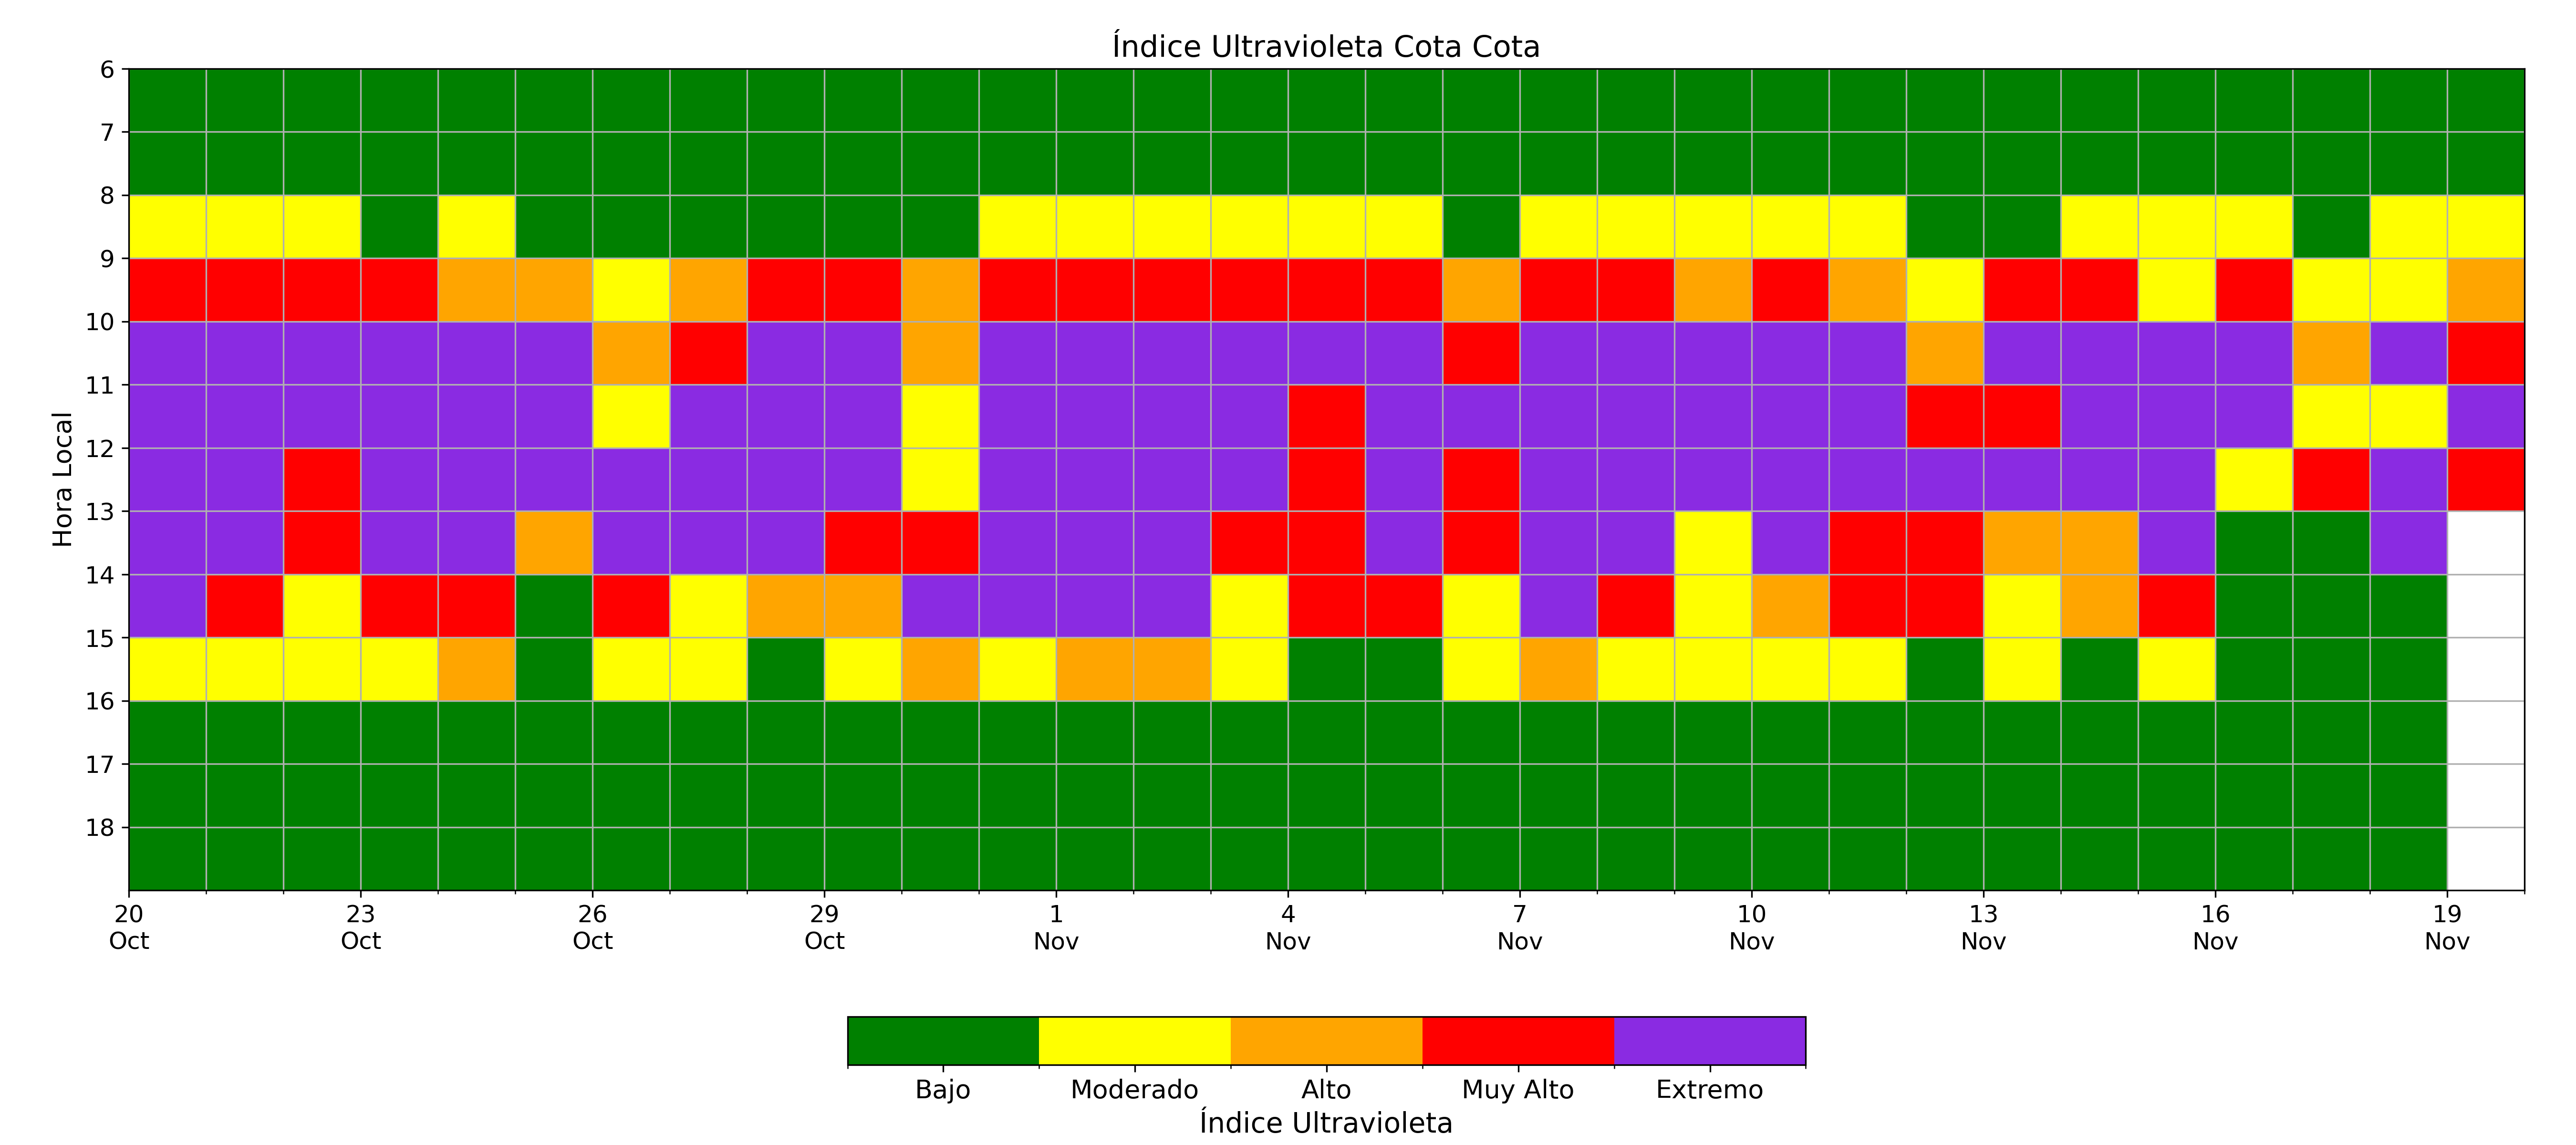 Índice Ultravioleta Cota Cota
6
7
8
9
10
11
12
13
14
15
16
17
18
Hora Local
20 23 26 29 1 4 7 10 13 16 19
Oct Oct Oct Oct Nov Nov Nov Nov Nov Nov Nov
Bajo Moderado Alto Muy Alto Extremo
Índice Ultravioleta